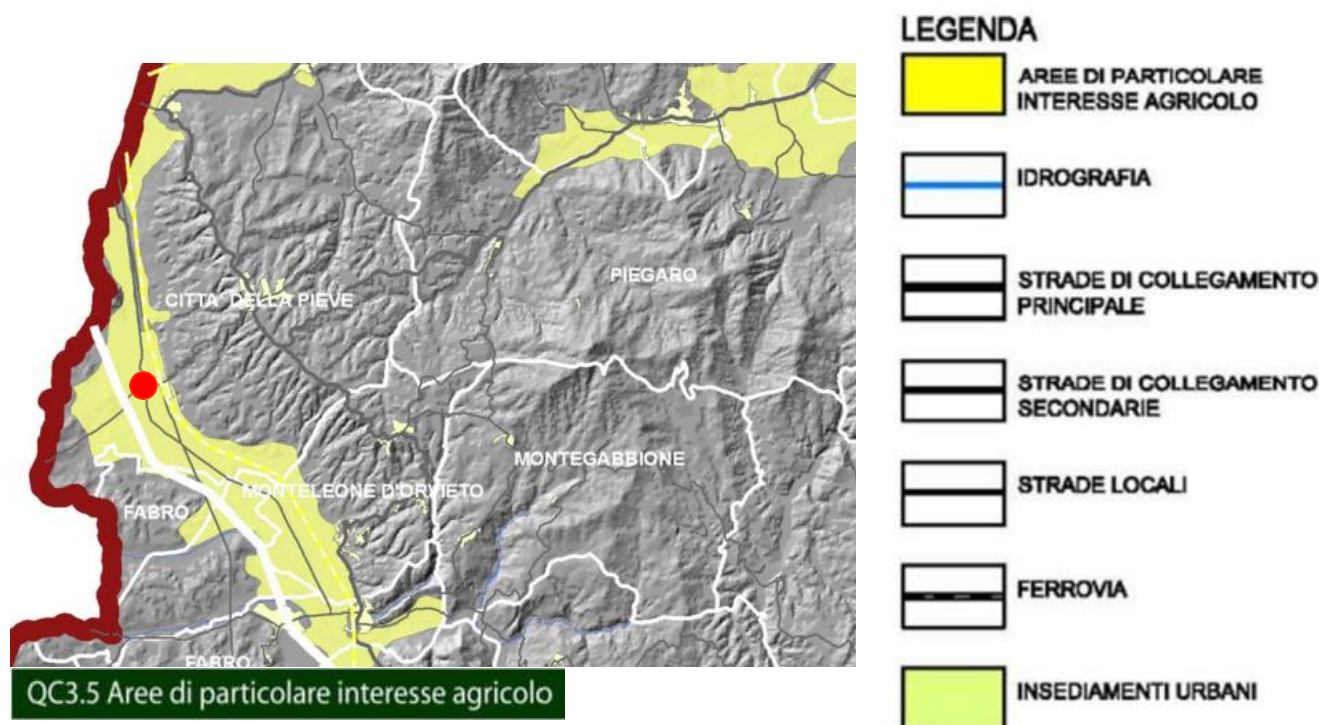 LEGENDA
AREE DI PARTICOLARE
INTERESSE AGRICOLO
IDROGRAFIA
STRADE DI COLLEGAMENTO
PRINCIPALE
STRADE DI COLLEGAMENTO
SECONDARIE
STRADE LOCALI
FERROVIA
INSEDIAMENTI URBANI
PIEGARO
CITTA' DELLA PIEVE
MONTEGABBIONE
MONTELEONE D'ORVIETO
FABRO
FABRO
QC3.5 Aree di particolare interesse agricolo